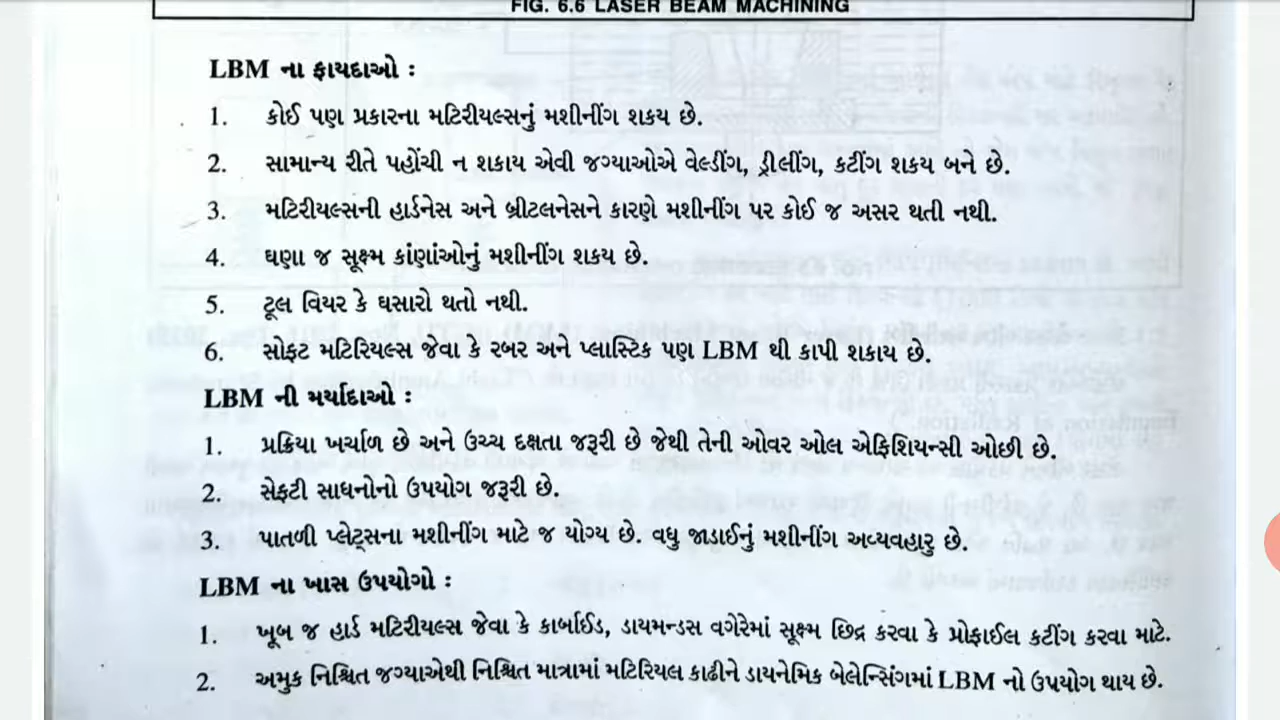 FIG. 6.6 LASER BEAM MACHINING
LBM ના ફાયદાઓ :
1. કોઈ પણ પ્રકારના મટિરીયલ્સનું મશીનીંગ શકય છે.
2. સામાન્ય રીતે પહોંચી ન શકાય એવી જગ્યાઓએ વેલ્ડીંગ, ડ્રીલીંગ, કટીંગ શકય બને છે.
3. મટિરીયલ્સની હાર્ડનેસ અને બ્રીટલનેસને કારણે મશીનીંગ પર કોઈ જ અસર થતી નથી.
4. ઘણા જ સૂક્ષ્મ કાંણાંઓનું મશીનીંગ શકય છે.
5. ટૂલ વિયર કે ઘસારો થતો નથી.
6. સોફટ મટિરિયલ્સ જેવા કે રબર અને પ્લાસ્ટિક પણ LBM થી કાપી શકાય છે.
LBM ની મર્યાદાઓ :
1. પ્રક્રિયા ખર્ચાળ છે અને ઉચ્ચ દક્ષતા જરૂરી છે જેથી તેની ઓવર ઓલ એફિશિયન્સી ઓછી છે.
2. સેફટી સાધનોનો ઉપયોગ જરૂરી છે.
3. પાતળી પ્લેટ્સના મશીનીંગ માટે જ યોગ્ય છે. વધુ જાડાઈનું મશીનીંગ અવ્યવહારુ છે.
LBM ના ખાસ ઉપયોગો :
1. ખૂબ જ હાર્ડ મટિરીયલ્સ જેવા કે કાર્બાઈડ, ડાયમન્ડસ વગેરેમાં સૂક્ષ્મ છિદ્ર કરવા કે પ્રોફાઈલ કટીંગ કરવા માટે.
2. અમુક નિશ્ચિત જગ્યાએથી નિશ્ચિત માત્રામાં મટિરિયલ કાઢીને ડાયનેમિક બેલેન્સિંગમાં LBM નો ઉપયોગ થાય છે.